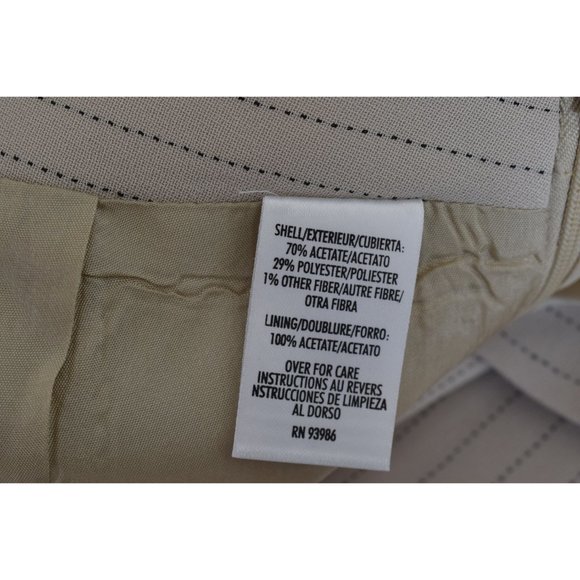 SHELL/EXTERIEUR/CUBIERTA:
70% ACETATE/ACETATO
29% POLYESTER/POLIESTER
1% OTHER FIBER/AUTRE FIBRE/
OTRA FIBRA
LINING/DOUBLURE/FORRO:
100% ACETATE/ACETATO
OVER FOR CARE
INSTRUCTIONS AU REVERS
NSTRUCCIONES DE LIMPIEZA
AL DORSO
RN 93986